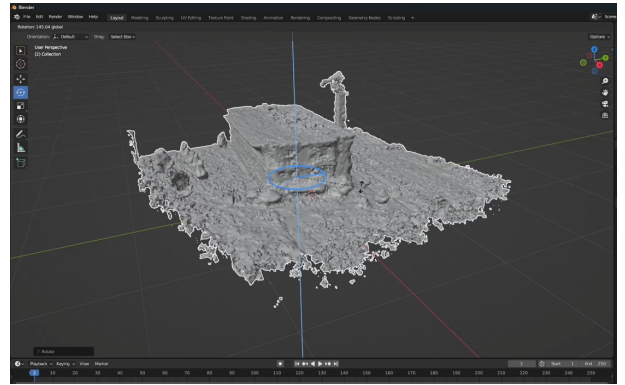 Blender
File Edit Render Window Help Layout Modeling Sculpting UV Editing Texture Paint Shading Animation Rendering Compositing Geometry Nodes Scripting + Scene
Rotation: 145.04 global
Orientation: Default Drag: Select Box Options
User Perspective
(2) Collection
Z
Y
X
> Rotate
Playback Keying View Marker 2 Start 1 End 250
2 10 20 30 40 50 60 70 80 90 100 110 120 130 140 150 160 170 180 190 200 210 220 230 240 250